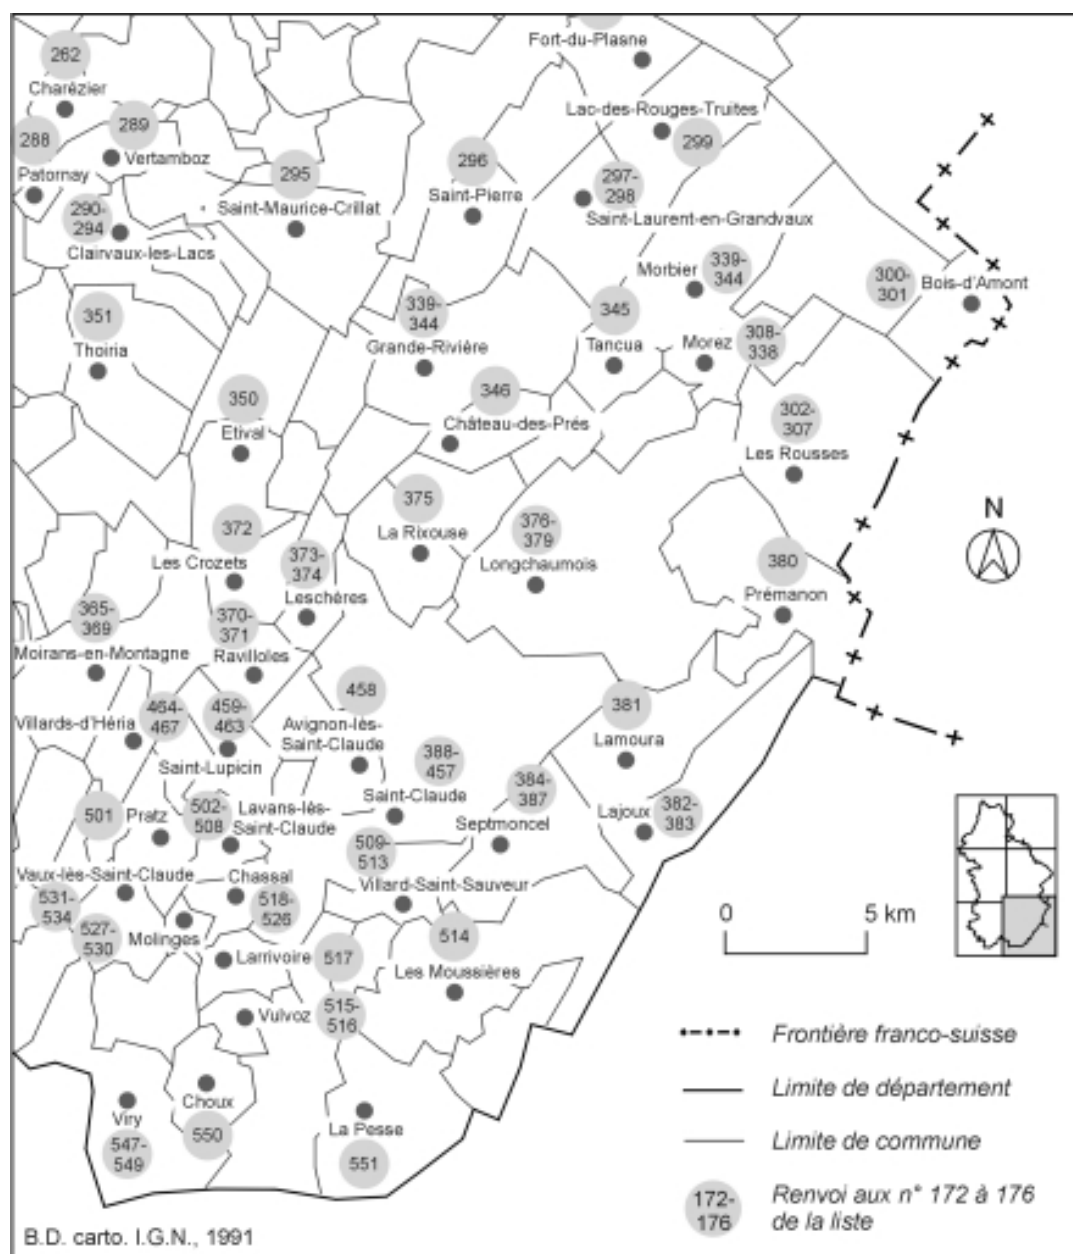 Fort-du-Plasne
262
Charézier
Lac-des-Rouges-Truites
289
299
288
Vertamboz
296
295
297-
298
Patornay
Saint-Pierre
290-
294
Saint-Maurice-Crillat
Saint-Laurent-en-Grandvaux
Clairvaux-les-Lacs
Morbier
339-
344
300-
301
Bois-d'Amont
351
339-
344
345
308-
338
Thoiria
Grande-Rivière
Tancua
Morez
350
346
302-
307
Etival
Château-des-Prés
Les Rousses
375
N
372
376-
379
La Rixouse
Les Crozets
373-
374
Longchaumois
380
Leschères
Prémanon
365-
369
370-
371
Moirans-en-Montagne
Ravilloles
458
464-
467
459-
463
381
Villards-d'Héria
Avignon-lès-
Saint-Claude
Lamoura
Saint-Lupicin
388-
457
384-
387
Saint-Claude
382-
383
Lajoux
501
Pratz
502-
508
Lavans-lès-
Saint-Claude
Septmoncel
509-
513
Vaux-lès-Saint-Claude
Chassal
Villard-Saint-Sauveur
531-
534
518-
526
0
5 km
527-
530
Molinges
514
Larrivoire
517
Les Moussières
515-
516
Vulvoz
Frontière franco-suisse
Limite de département
Choux
Viry
La Pesse
550
Limite de commune
547-
549
551
172-
176
Renvoi aux n° 172 à 176
de la liste
B.D. carto. I.G.N., 1991